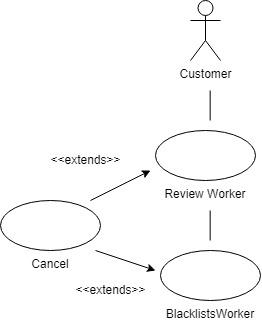 Customer
<<extends>>
Review Worker
Cancel
<<extends>>
BlacklistsWorker